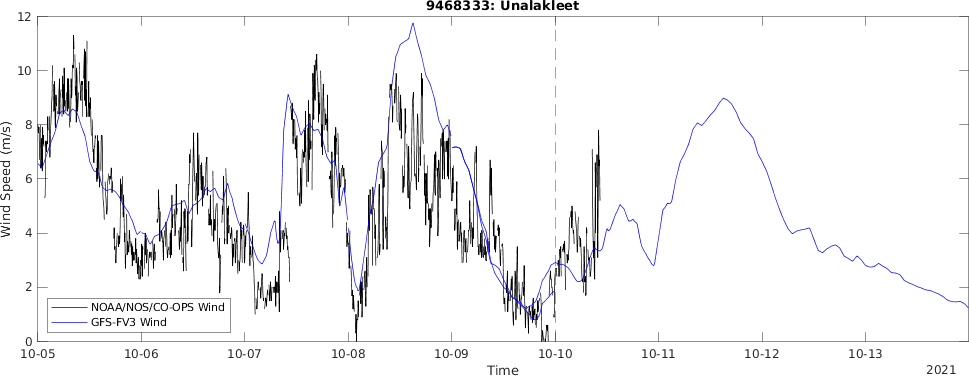 9468333: Unalakleet
Wind Speed (m/s)
12
10
8
6
4
2
0
NOAA/NOS/CO-OPS Wind
GFS-FV3 Wind
10-05 10-06 10-07 10-08 10-09 10-10 10-11 10-12 10-13
Time
2021